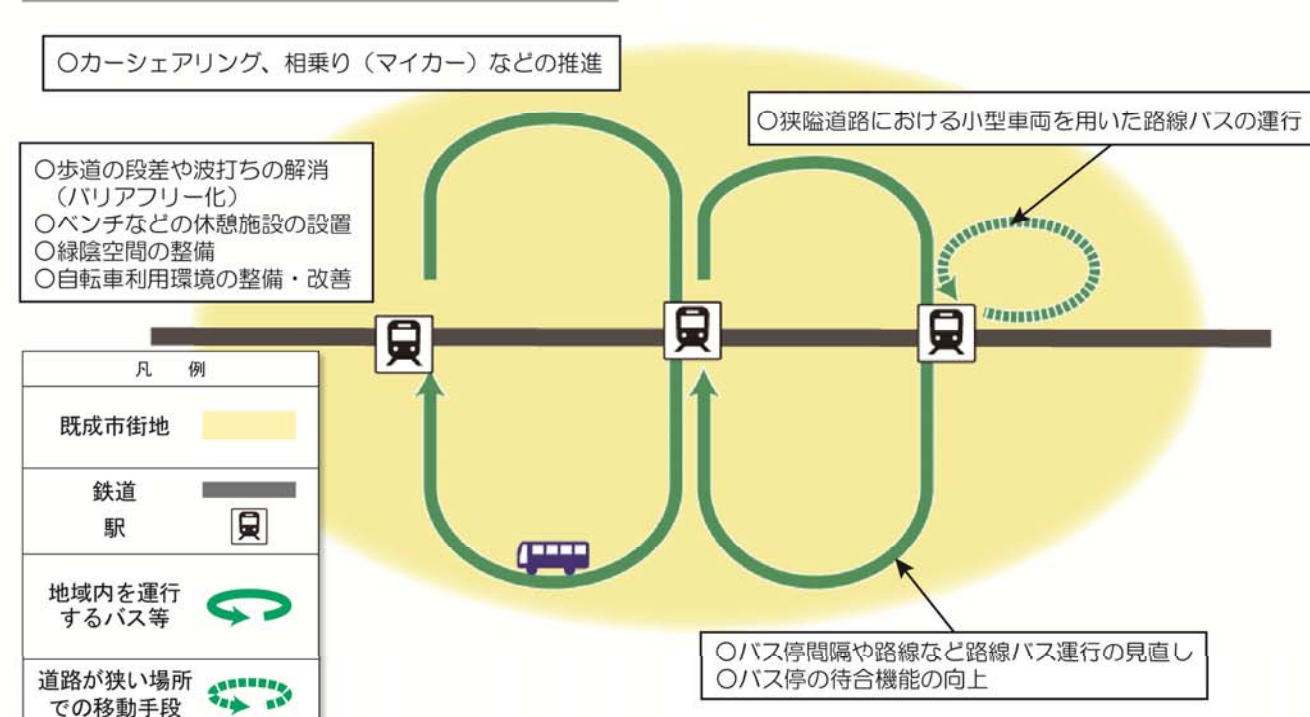 ○カーシェアリング、相乗り（マイカー）などの推進
○狭隘道路における小型車両を用いた路線バスの運行
○歩道の段差や波打ちの解消
（バリアフリー化）
○ベンチなどの休憩施設の設置
○緑陰空間の整備
○自転車利用環境の整備・改善
凡　例
既成市街地
鉄道
駅
地域内を運行
するバス等
道路が狭い場所
での移動手段
○バス停間隔や路線など路線バス運行の見直し
○バス停の待合機能の向上